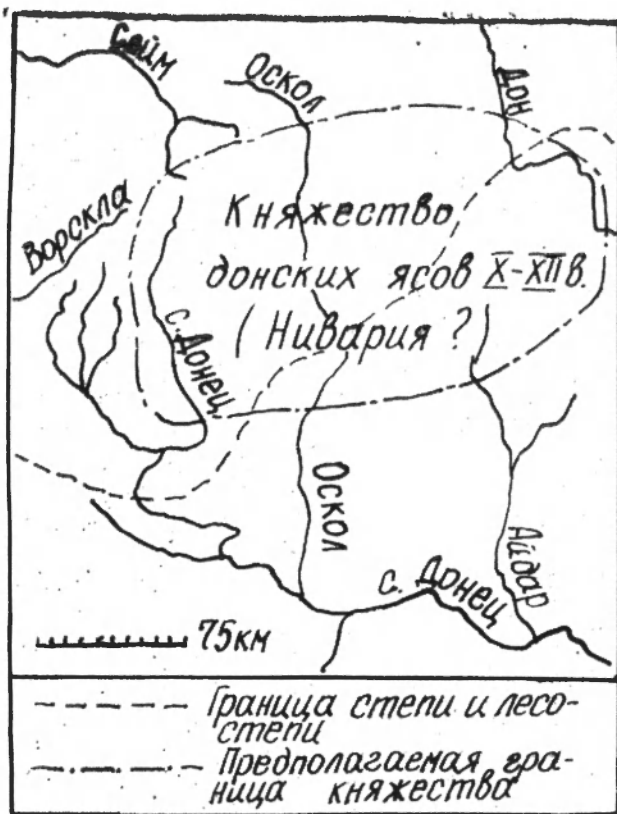 Сейм
Оскол
Дон
Ворскла
Княжество
донских ясов X-XII в.
(Нивария ?
с. Донец
Оскол
Айдар
с. Донец
75км
Граница степи и лесо-
степи
Предполагаемая гра-
ница княжества